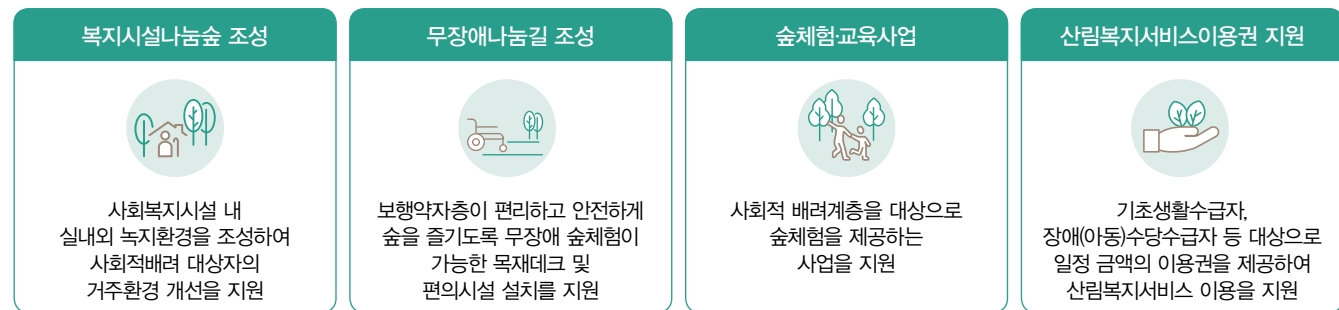 복지시설나눔숲 조성
사회복지시설 내
실내외 녹지환경을 조성하여
사회적배려 대상자의
거주환경 개선을 지원
무장애나눔길 조성
보행약자층이 편리하고 안전하게
숲을 즐기도록 무장애 숲체험이
가능한 목재데크 및
편의시설 설치를 지원
숲체험·교육사업
사회적 배려계층을 대상으로
숲체험을 제공하는
사업을 지원
산림복지서비스이용권 지원
기초생활수급자,
장애(아동)수당수급자 등 대상으로
일정 금액의 이용권을 제공하여
산림복지서비스 이용을 지원